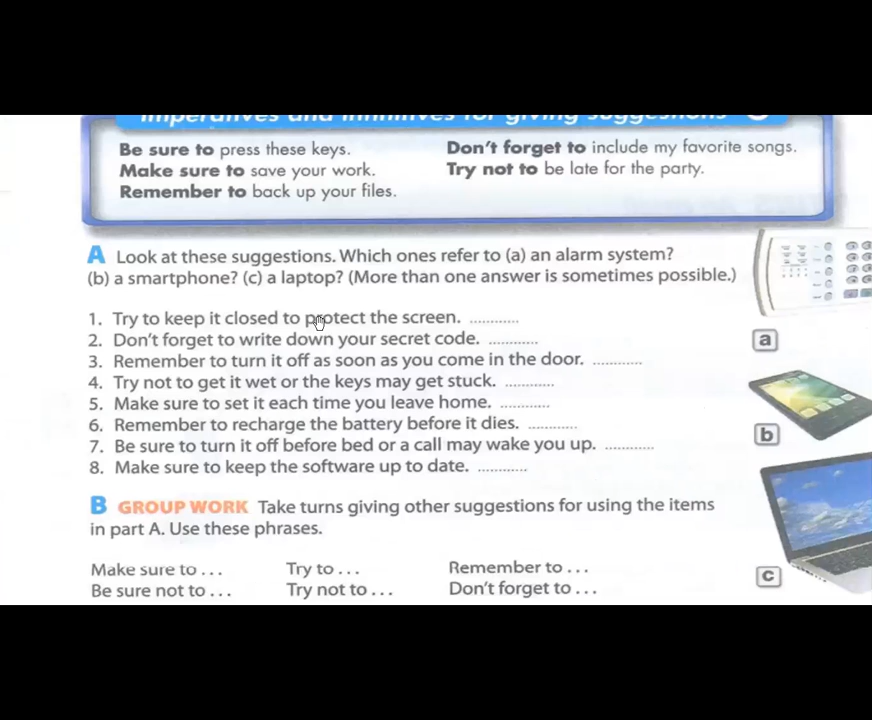 Imperatives and infinitives for giving suggestions
Be sure to press these keys.
Make sure to save your work.
Remember to back up your files.
Don't forget to include my favorite songs.
Try not to be late for the party.
A Look at these suggestions. Which ones refer to (a) an alarm system?
(b) a smartphone? (c) a laptop? (More than one answer is sometimes possible.)
1. Try to keep it closed to protect the screen. ............
2. Don't forget to write down your secret code. ............
3. Remember to turn it off as soon as you come in the door. ............
4. Try not to get it wet or the keys may get stuck. ............
5. Make sure to set it each time you leave home. ............
6. Remember to recharge the battery before it dies. ............
7. Be sure to turn it off before bed or a call may wake you up. ............
8. Make sure to keep the software up to date. ............
B GROUP WORK Take turns giving other suggestions for using the items
in part A. Use these phrases.
Make sure to . . . Try to . . . Remember to . . .
Be sure not to . . . Try not to . . . Don't forget to . . .
a
b
c